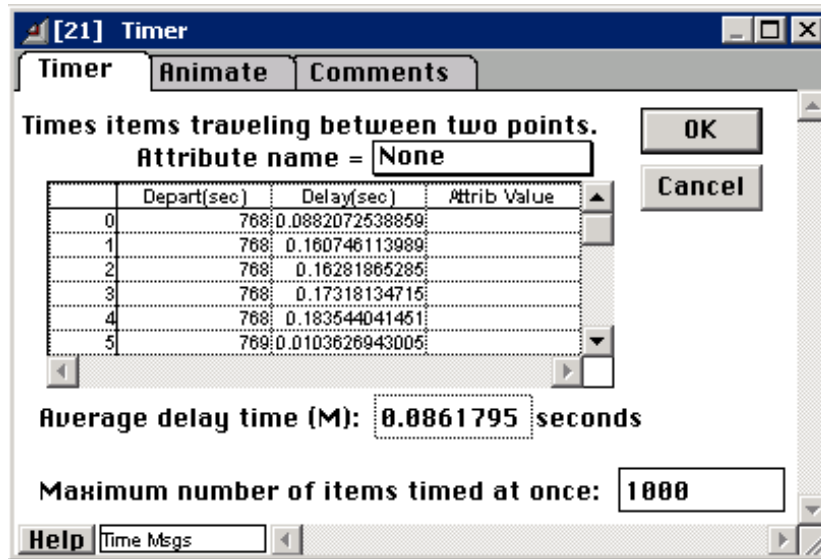 [21] Timer
Timer Animate Comments
Times items traveling between two points.
OK
Attribute name = None
Cancel
Depart(sec) Delay(sec) Attrib Value
0 768 0.0882072538859
1 768 0.160746113989
2 768 0.16281865285
3 768 0.17318134715
4 768 0.183544041451
5 769 0.0103626943005
Average delay time (M): 0.0861795 seconds
Maximum number of items timed at once: 1000
Help Time Msgs